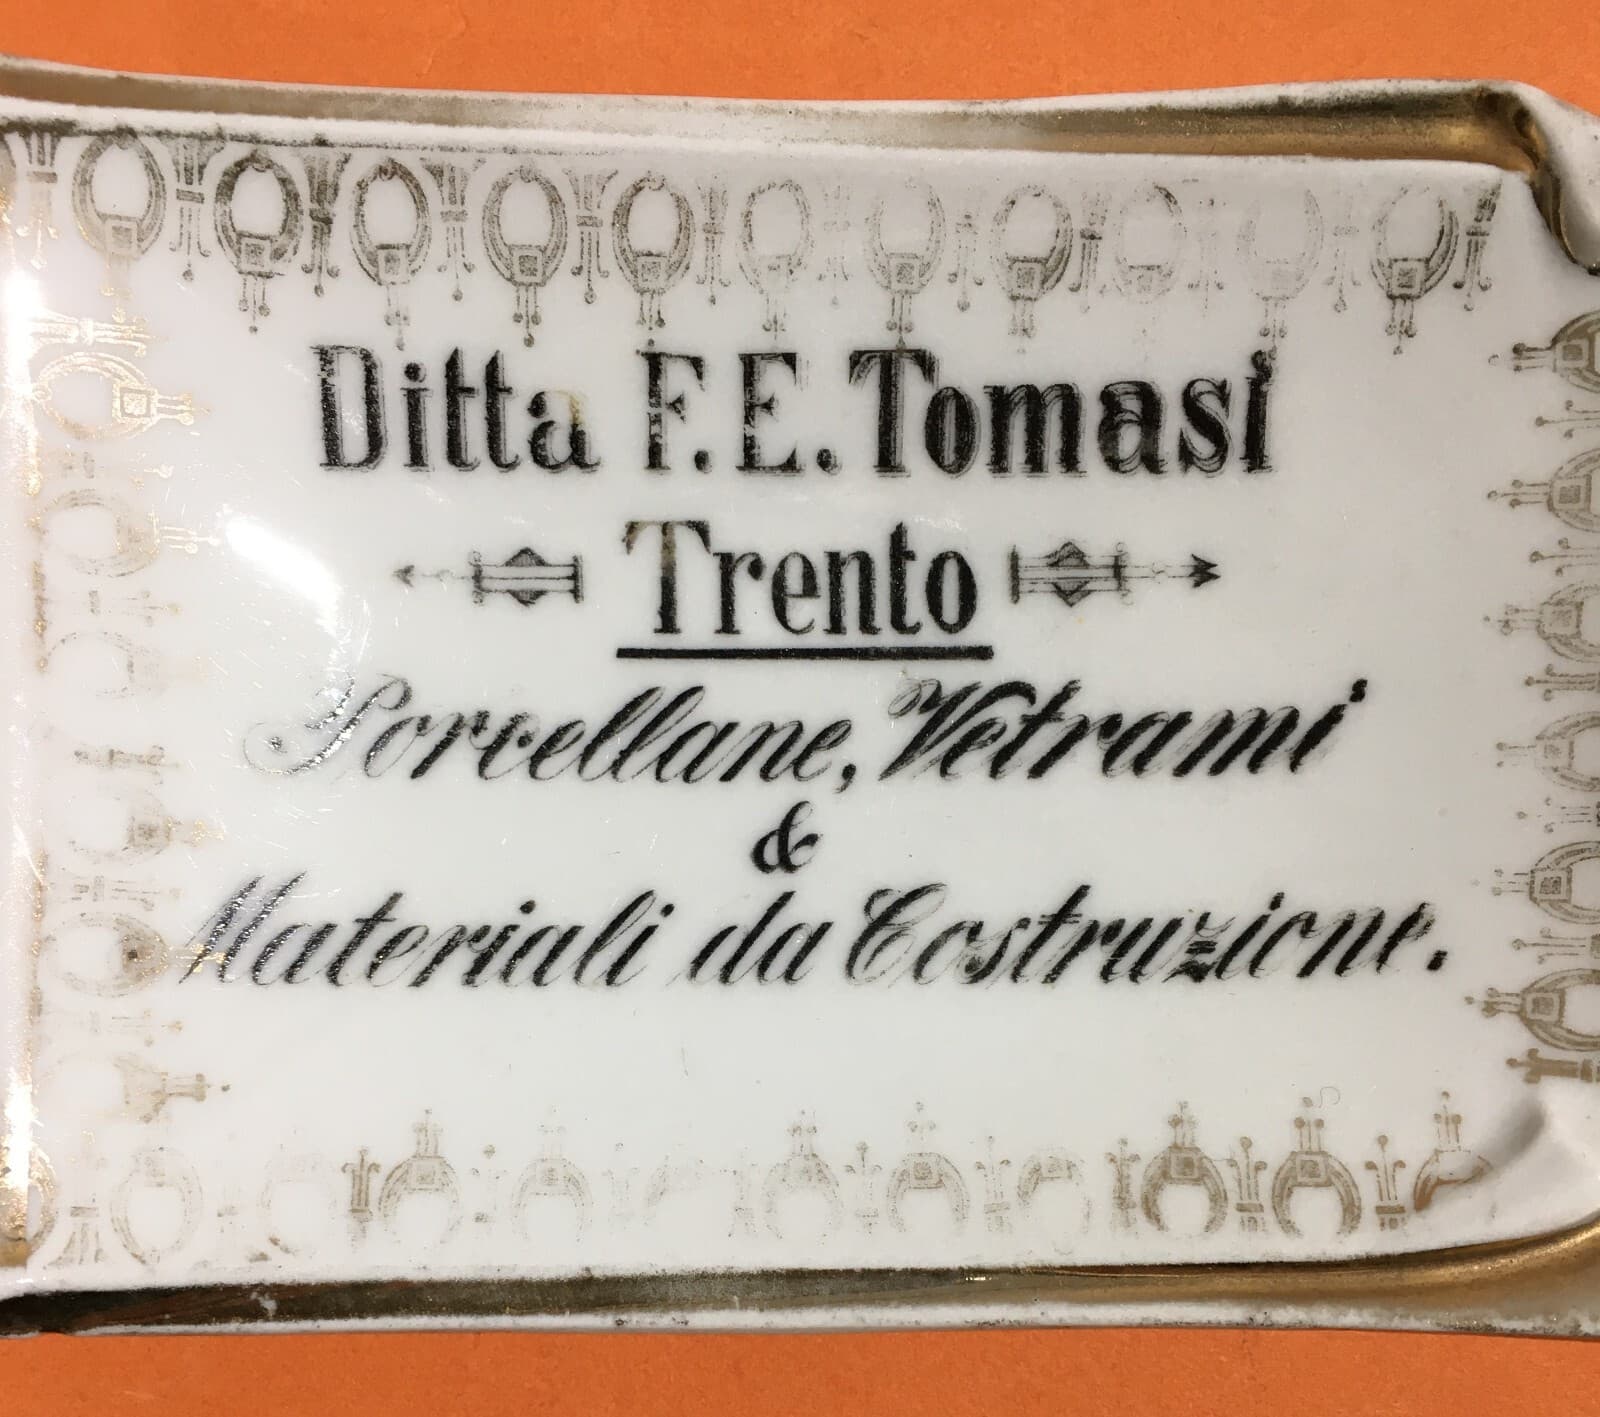 Ditta F. E. Tomasi
Trento
Porcellane, Vetrami
&
Materiali da Costruzione.